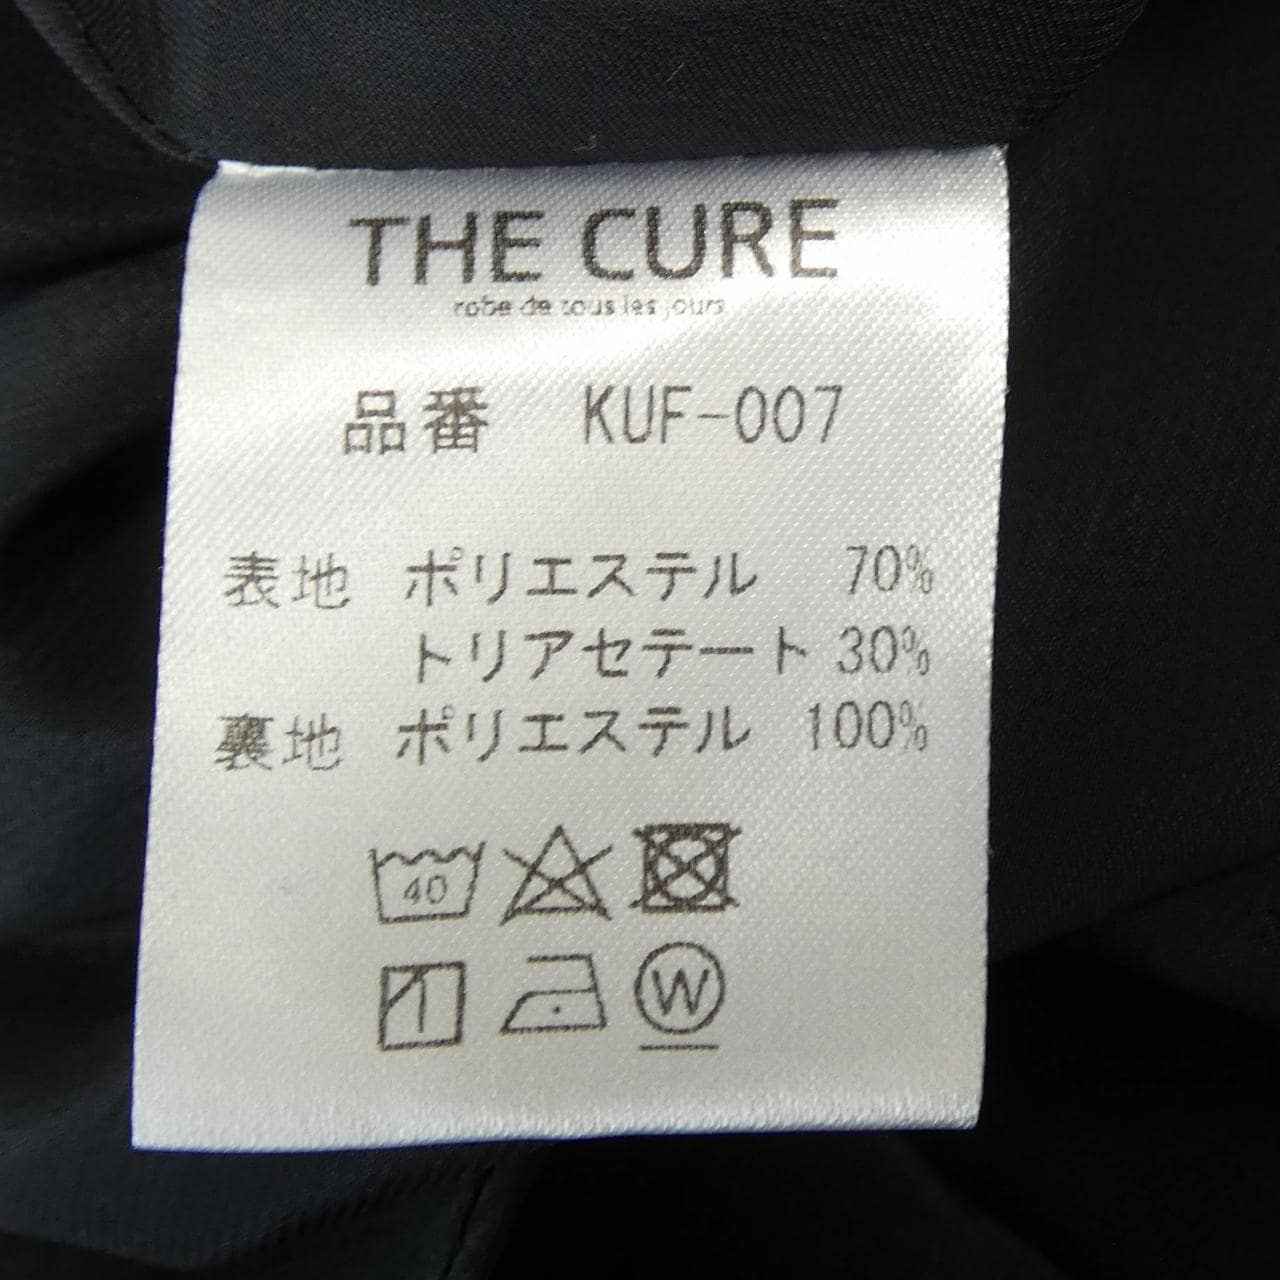 THE CURE
robe de tous les jours
品番 KUF-007
表地 ポリエステル 70%
トリアセテート 30%
裏地 ポリエステル 100%
40
W